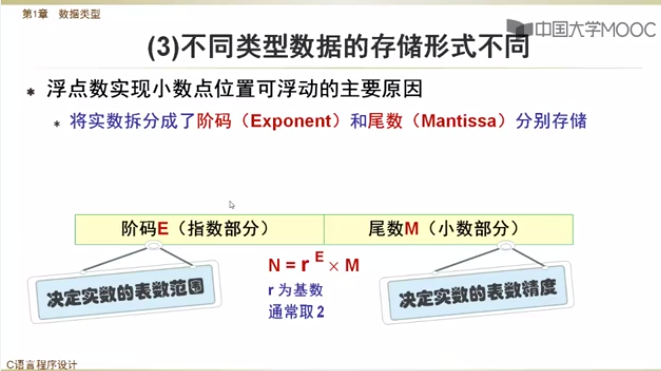 第1章 数据类型
中国大学MOOC
(3)不同类型数据的存储形式不同
* 浮点数实现小数点位置可浮动的主要原因
* 将实数拆分成了阶码（Exponent）和尾数（Mantissa）分别存储
阶码E（指数部分） 尾数M（小数部分）
N = r E × M
决定实数的表数范围
r 为基数
通常取 2
决定实数的表数精度
C语言程序设计